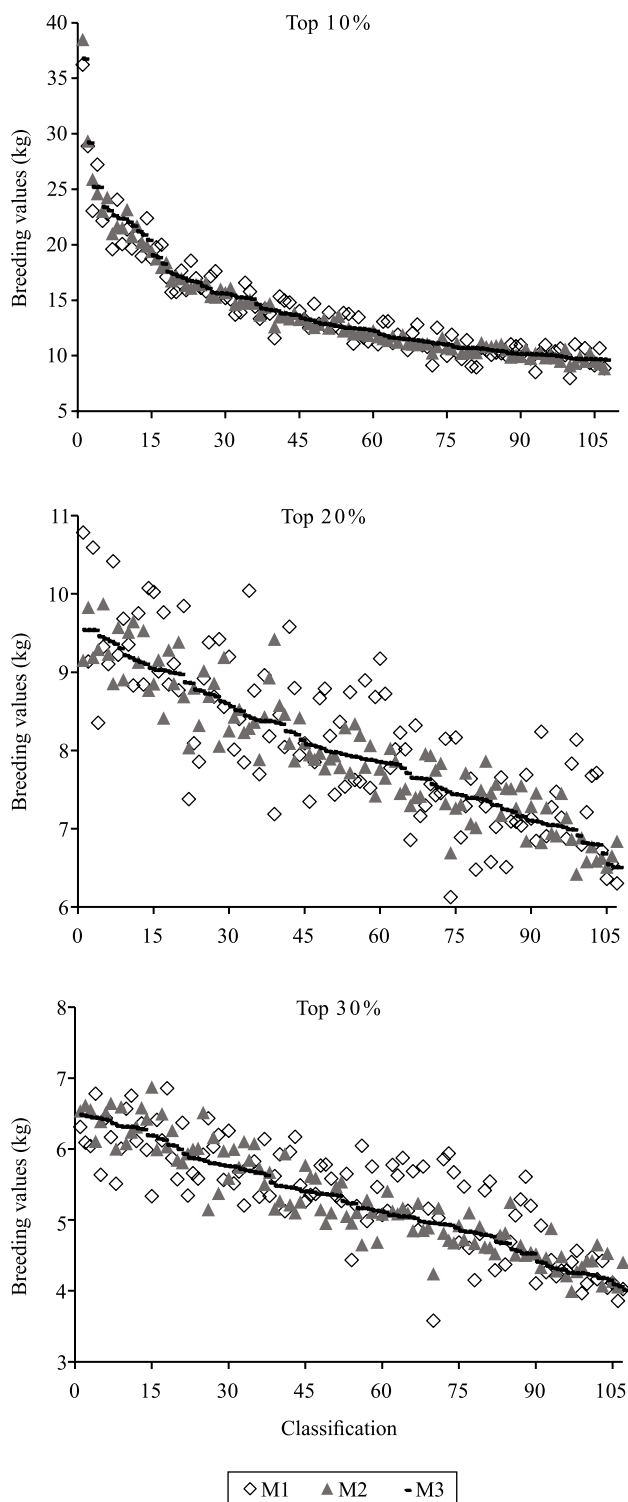 Top 10%
Breeding values (kg)
40
35
30
25
20
15
10
5
0 15 30 45 60 75 90 105
Top 20%
Breeding values (kg)
11
10
9
8
7
6
0 15 30 45 60 75 90 105
Top 30%
Breeding values (kg)
8
7
6
5
4
3
0 15 30 45 60 75 90 105
Classification
M1 M2 M3